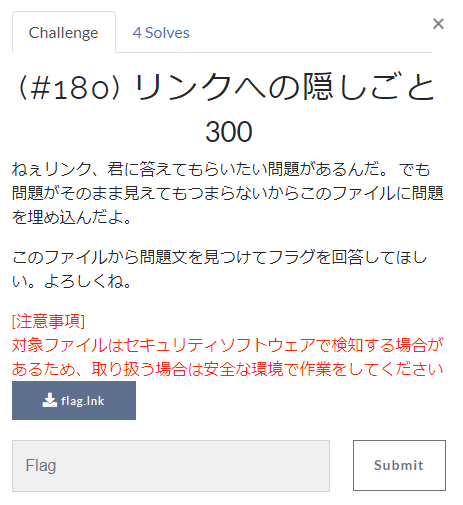 Challenge
4 Solves
×
(#180) リンクへの隠しごと
300
ねぇリンク、君に答えてもらいたい問題があるんだ。 でも
問題がそのまま見えてもつまらないからこのファイルに問題
を埋め込んだよ。
このファイルから問題文を見つけてフラグを回答してほし
い。よろしくね。
[注意事項]
対象ファイルはセキュリティソフトウェアで検知する場合が
あるため、取り扱う場合は安全な環境で作業をしてください
flag.lnk
Flag
Submit